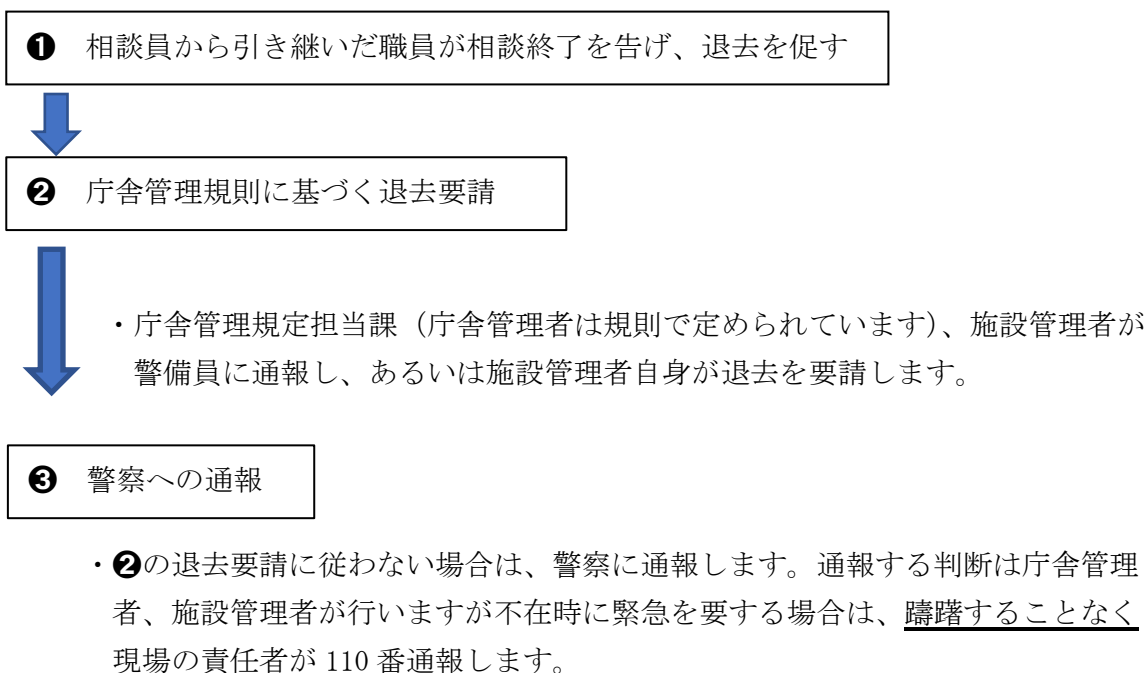 ❶ 相談員から引き継いだ職員が相談終了を告げ、退去を促す
❷ 庁舎管理規則に基づく退去要請
・庁舎管理規定担当課（庁舎管理者は規則で定められています）、施設管理者が
警備員に通報し、あるいは施設管理者自身が退去を要請します。
❸ 警察への通報
・❷の退去要請に従わない場合は、警察に通報します。通報する判断は庁舎管理
者、施設管理者が行いますが不在時に緊急を要する場合は、躊躇することなく
現場の責任者が 110 番通報します。